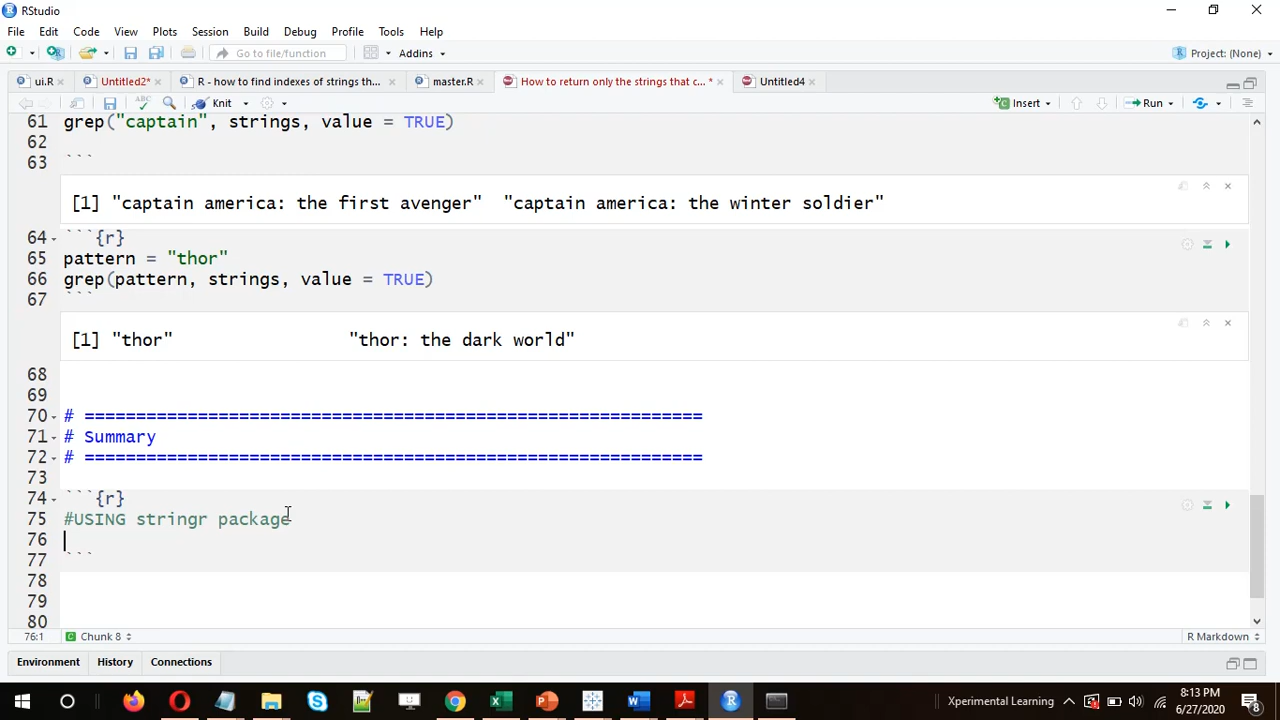 RStudio
File Edit Code View Plots Session Build Debug Profile Tools Help
Go to file/function Addins Project: (None)
ui.R Untitled2* R - how to find indexes of strings th... master.R How to return only the strings that c... * Untitled4
ABC Knit Insert Run
61 grep("captain", strings, value = TRUE)
62
63 ```
[1] "captain america: the first avenger" "captain america: the winter soldier"
64 ```{r}
65 pattern = "thor"
66 grep(pattern, strings, value = TRUE)
67 ```
[1] "thor" "thor: the dark world"
68
69
70 # ============================================================
71 # Summary
72 # ============================================================
73
74 ```{r}
75 #USING stringr package
76
77 ```
78
79
80
76:1 Chunk 8 R Markdown
Environment History Connections
Xperimental Learning 8:13 PM
6/27/2020 8